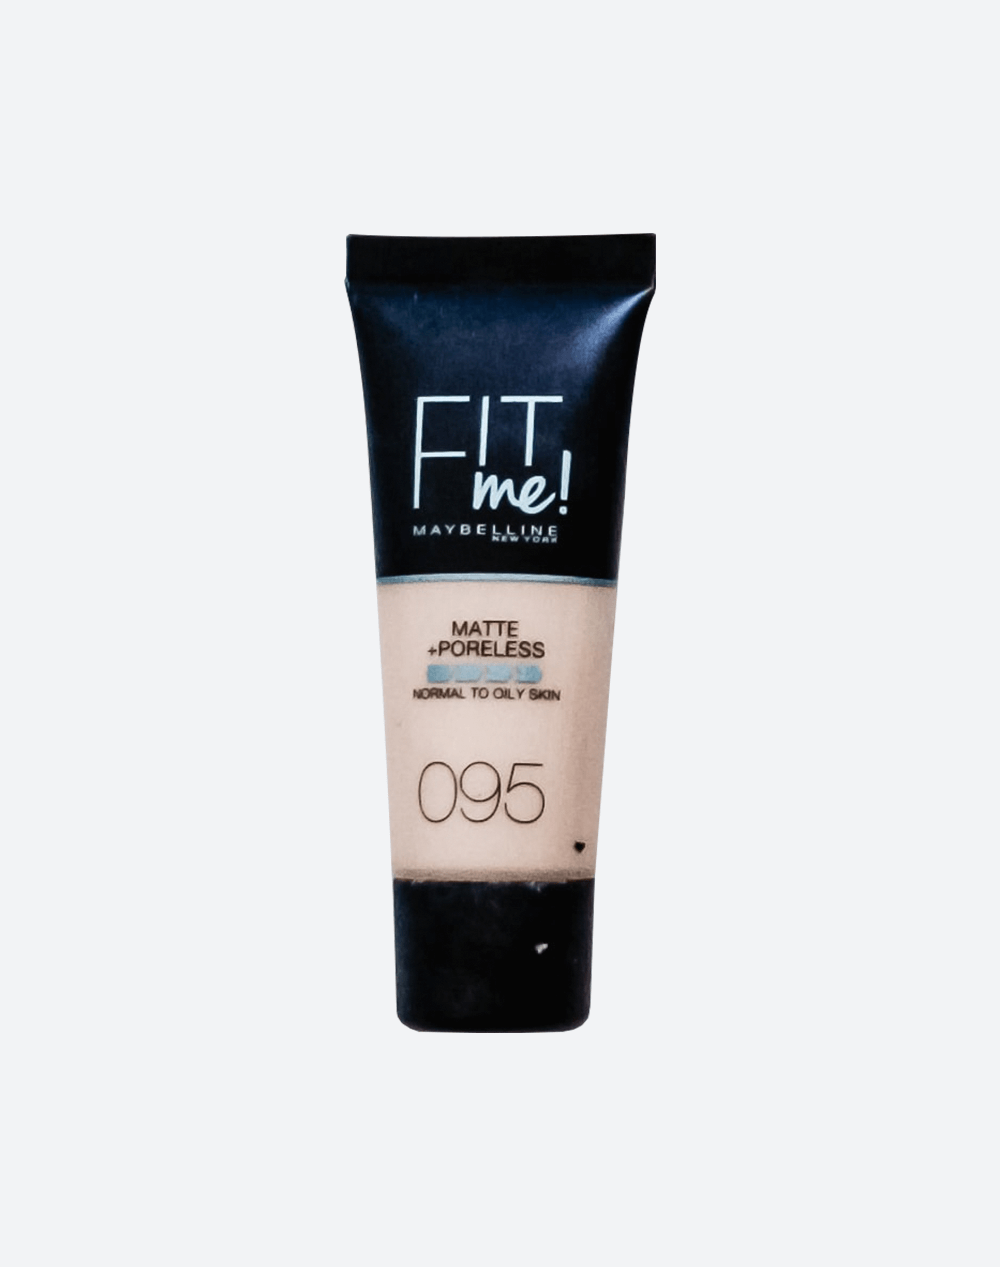 FIT
me!
MAYBELLINE
NEW YORK
MATTE
+PORELESS
NORMAL TO OILY SKIN
095